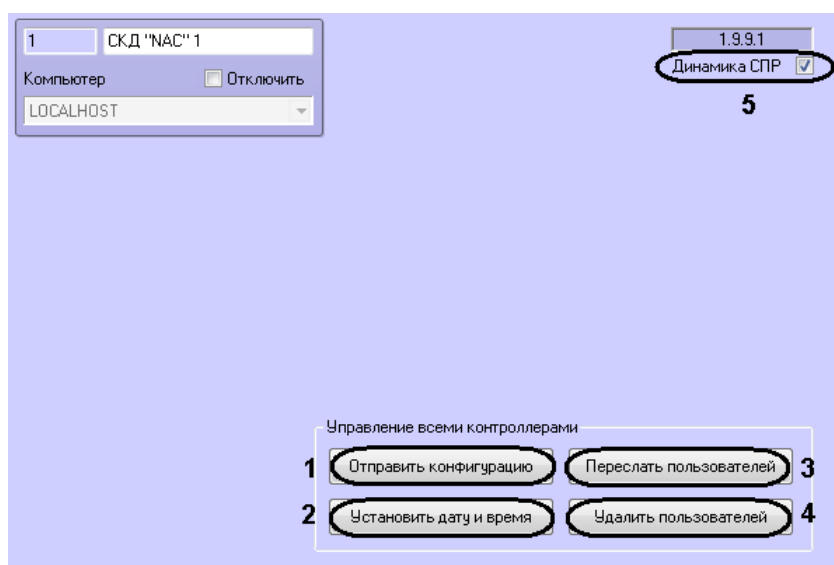 1 СКД "NAC" 1
1.9.9.1
Компьютер Отключить
Динамика СПР
LOCALHOST
5
Управление всеми контроллерами
1 Отправить конфигурацию Переслать пользователей 3
2 Установить дату и время Удалить пользователей 4